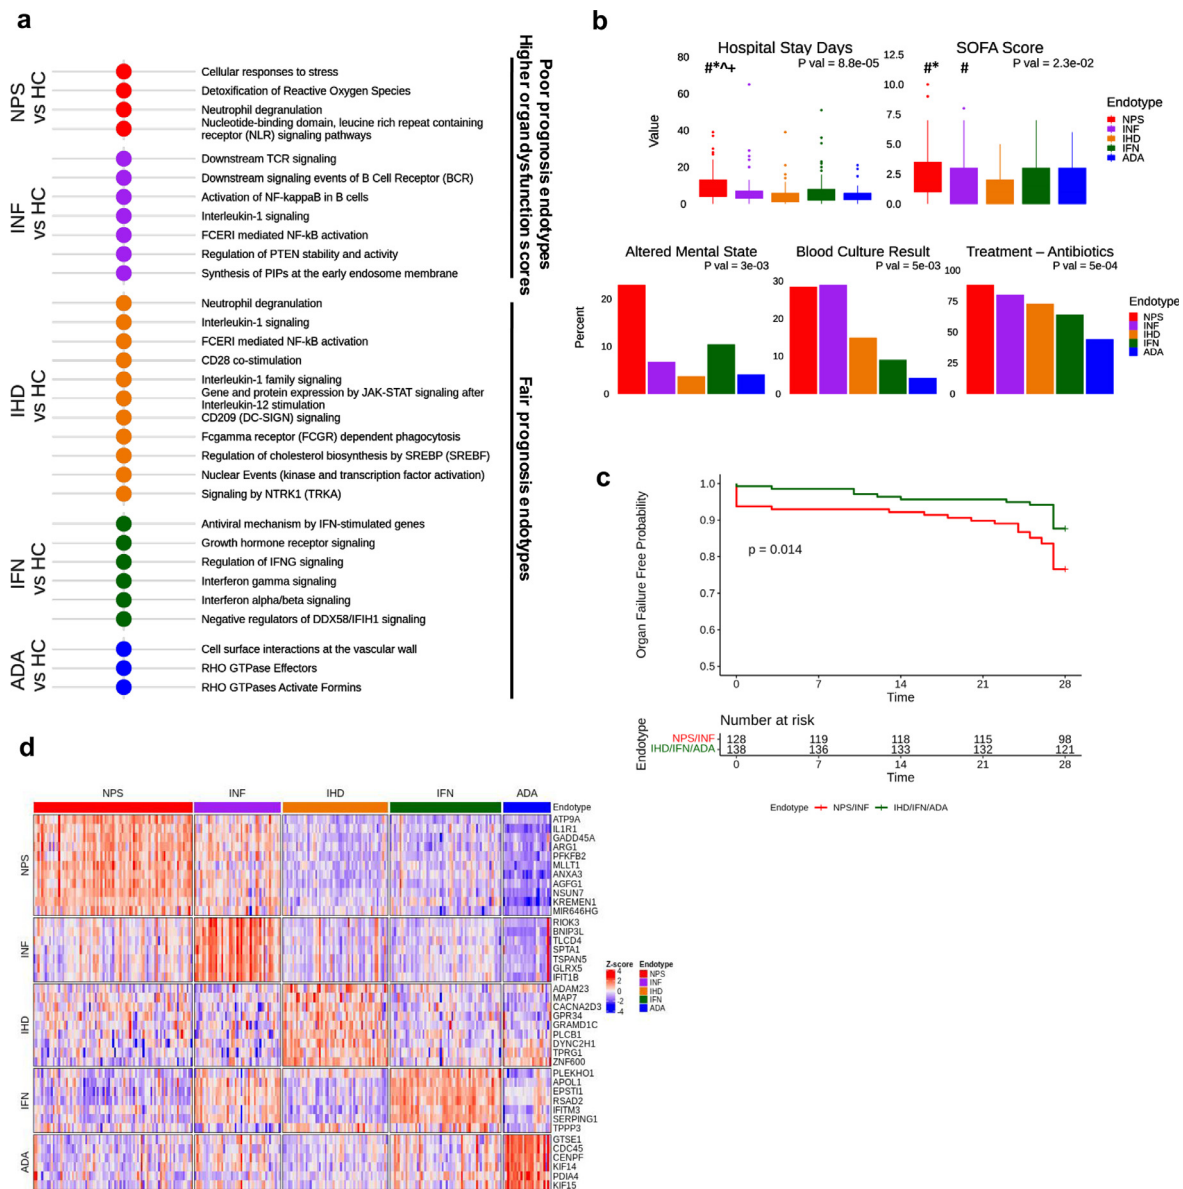 a
NPS
vs HC
Cellular responses to stress
Detoxification of Reactive Oxygen Species
Neutrophil degranulation
Nucleotide-binding domain, leucine rich repeat containing
receptor (NLR) signaling pathways
INF
vs HC
Downstream TCR signaling
Downstream signaling events of B Cell Receptor (BCR)
Activation of NF-kappaB in B cells
Interleukin-1 signaling
FCERI mediated NF-kB activation
Regulation of PTEN stability and activity
Synthesis of PIPs at the early endosome membrane
Poor prognosis endotypes
Higher organ dysfunction scores
IHD
vs HC
Neutrophil degranulation
Interleukin-1 signaling
FCERI mediated NF-kB activation
CD28 co-stimulation
Interleukin-1 family signaling
Gene and protein expression by JAK-STAT signaling after
Interleukin-12 stimulation
CD209 (DC-SIGN) signaling
Fcgamma receptor (FCGR) dependent phagocytosis
Regulation of cholesterol biosynthesis by SREBP (SREBF)
Nuclear Events (kinase and transcription factor activation)
Signaling by NTRK1 (TRKA)
IFN
vs HC
Antiviral mechanism by IFN-stimulated genes
Growth hormone receptor signaling
Regulation of IFNG signaling
Interferon gamma signaling
Interferon alpha/beta signaling
Negative regulators of DDX58/IFIH1 signaling
ADA
vs HC
Cell surface interactions at the vascular wall
RHO GTPase Effectors
RHO GTPases Activate Formins
Fair prognosis endotypes
b
Hospital Stay Days
P val = 8.8e-05
#*^+
Value
80
60
40
20
0
SOFA Score
P val = 2.3e-02
#*
#
12.5
10.0
7.5
5.0
2.5
0.0
Endotype
NPS
INF
IHD
IFN
ADA
Altered Mental State
P val = 3e-03
Percent
20
10
0
Blood Culture Result
P val = 5e-03
30
20
10
0
Treatment – Antibiotics
P val = 5e-04
100
75
50
25
0
Endotype
NPS
INF
IHD
IFN
ADA
c
Organ Failure Free Probability
1.0
0.9
0.8
0.7
0.6
0.5
p = 0.014
0 7 14 21 28
Time
Number at risk
Endotype
NPS/INF 128 119 118 115 98
IHD/IFN/ADA 138 136 133 132 121
0 7 14 21 28
Time
Endotype NPS/INF IHD/IFN/ADA
d
NPS INF IHD IFN ADA
Endotype
NPS
ATP9A
IL1R1
GADD45A
ARG1
PFKFB2
MLLT1
ANXA3
AGFG1
NSUN7
KREMEN1
MIR646HG
INF
RIOK3
BNIP3L
TLCD4
SPTA1
TSPAN5
GLRX5
IFIT1B
IHD
ADAM23
MAP7
CACNA2D3
GPR34
GRAMD1C
PLCB1
DYNC2H1
TPRG1
ZNF600
IFN
PLEKHO1
APOL1
EPSTI1
RSAD2
IFITM3
SERPING1
TPPP3
ADA
GTSE1
CDC45
CENPF
KIF14
PDIA4
KIF15
Z-score
4
2
0
-2
-4
Endotype
NPS
INF
IHD
IFN
ADA